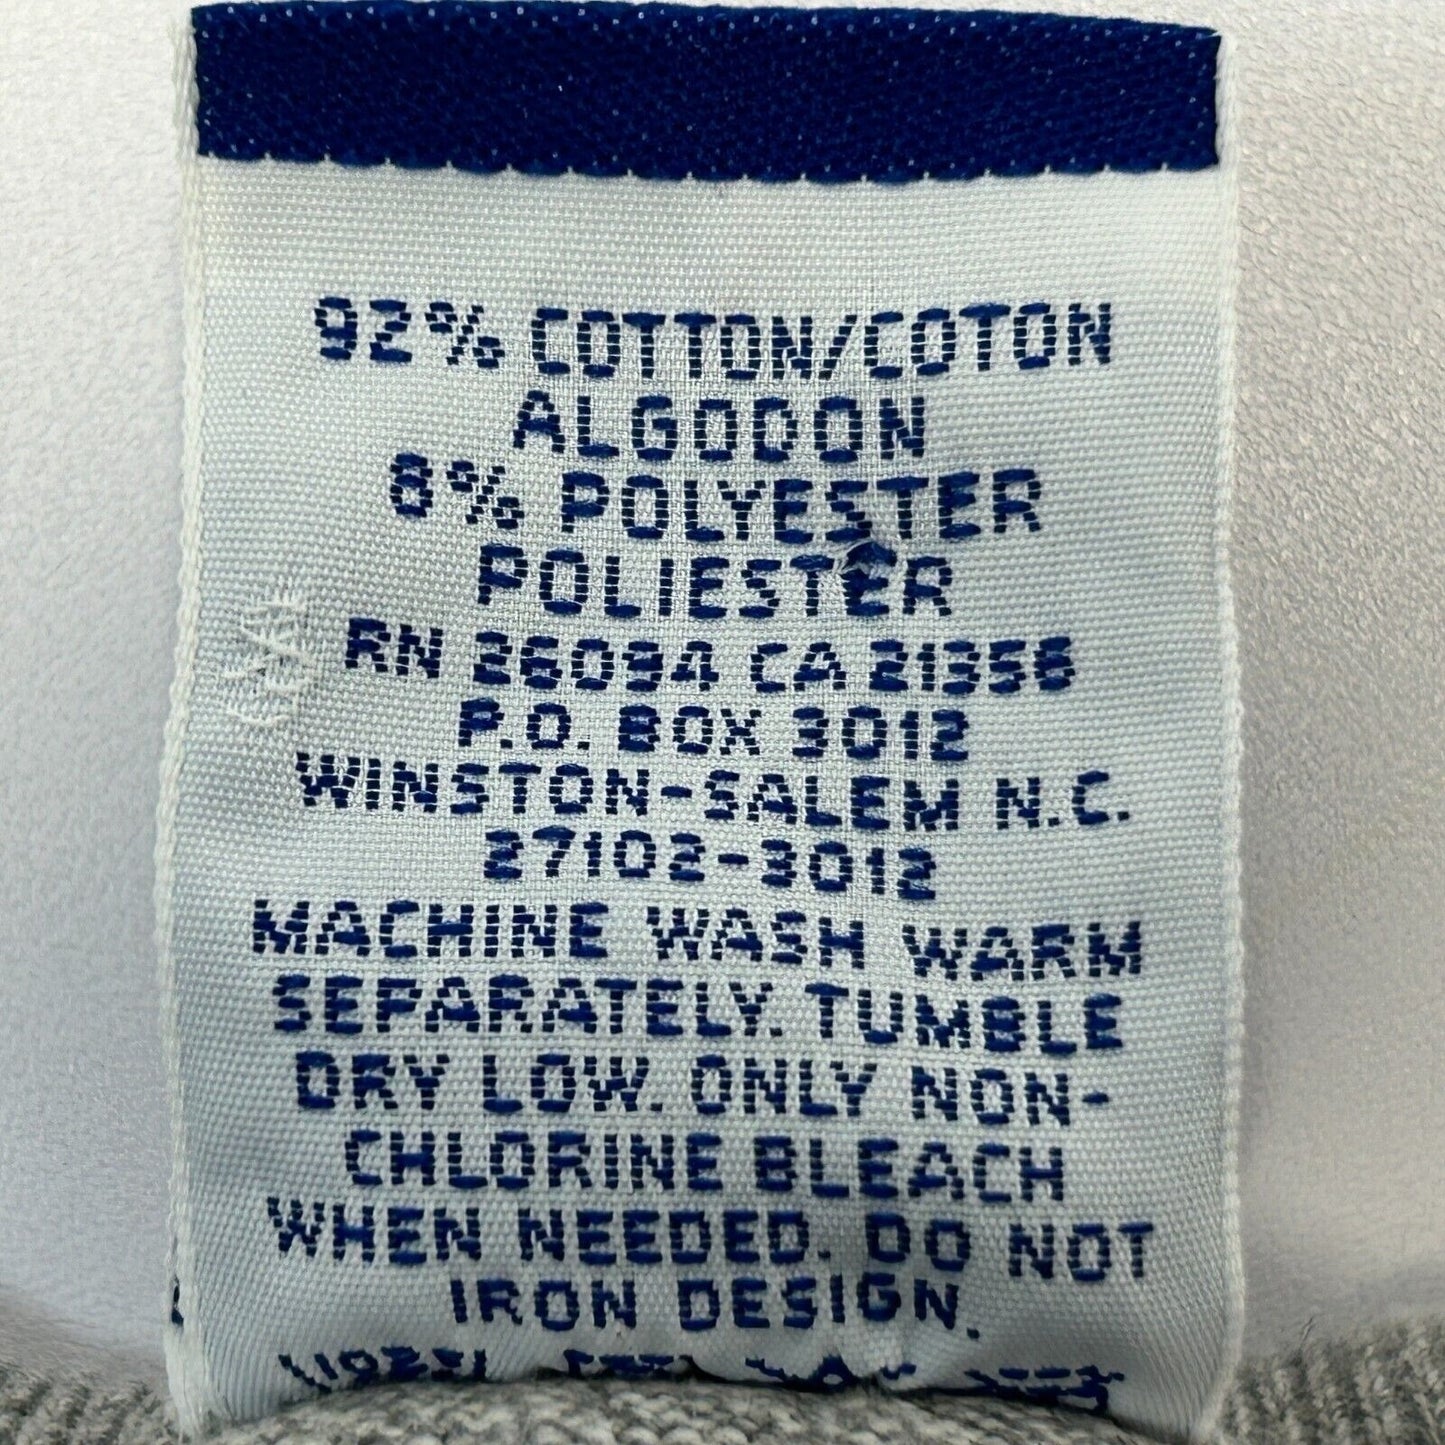 92% COTTON/COTON
ALGODON
8% POLYESTER
POLIESTER
RN 26094 CA 21358
P.O. BOX 3012
WINSTON-SALEM N.C.
27102-3012
MACHINE WASH WARM
SEPARATELY. TUMBLE
DRY LOW. ONLY NON-
CHLORINE BLEACH
WHEN NEEDED. DO NOT
IRON DESIGN.